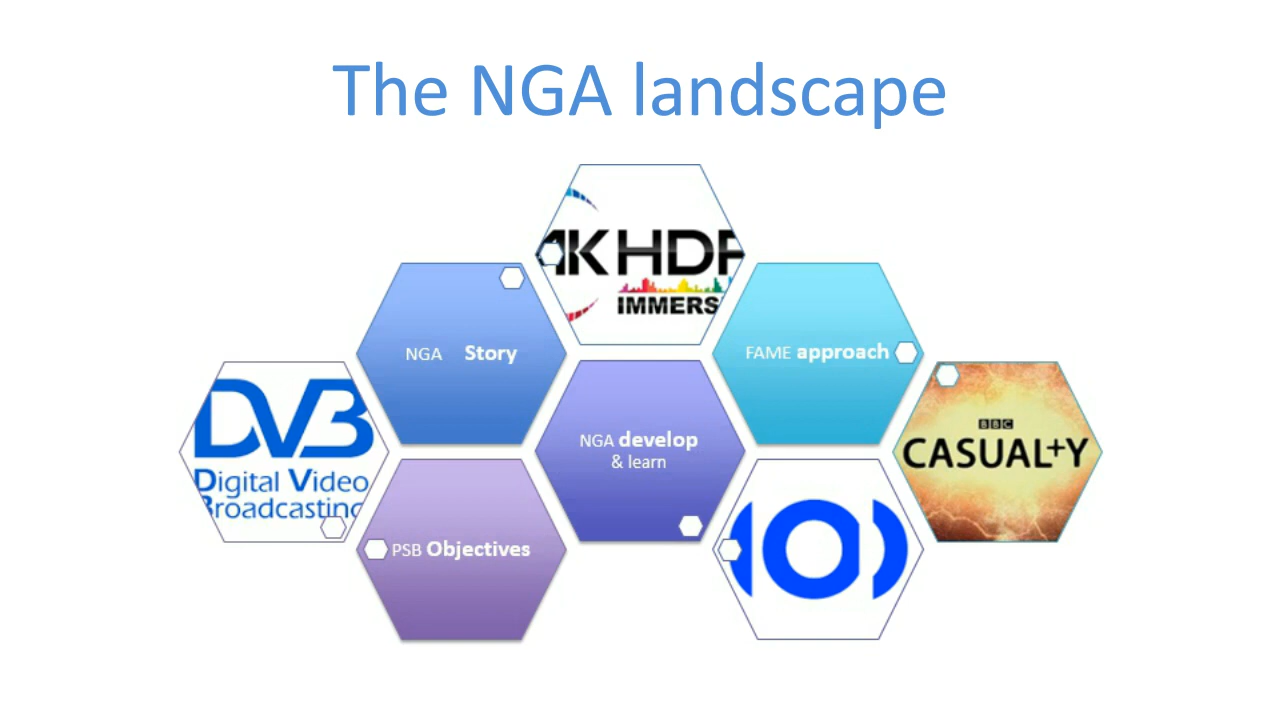 The NGA landscape
4K HDR
IMMERS
NGA Story
FAME approach
DVB
Digital Video
Broadcasting
NGA develop
& learn
BBC
CASUAL+Y
PSB Objectives